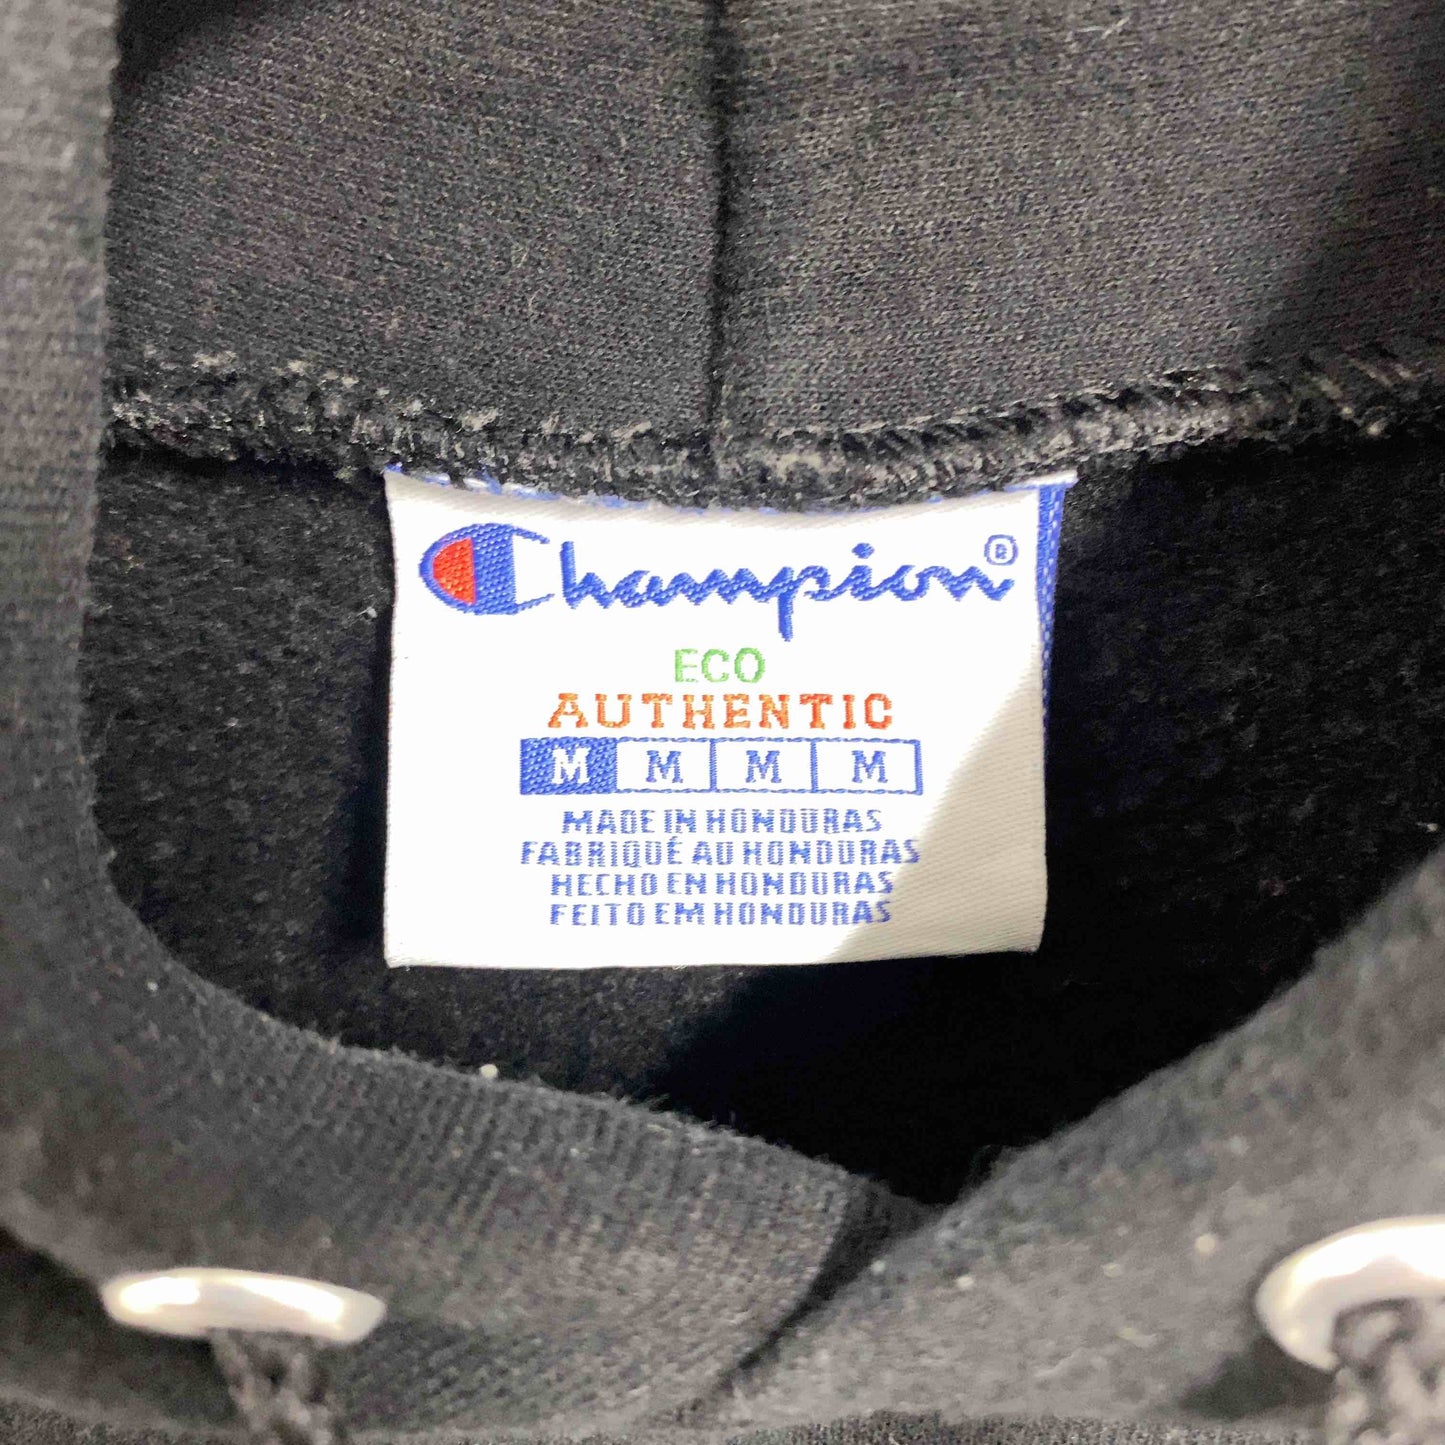 Champion®
ECO
AUTHENTIC
M M M M
MADE IN HONDURAS
FABRIQUÉ AU HONDURAS
HECHO EN HONDURAS
FEITO EM HONDURAS